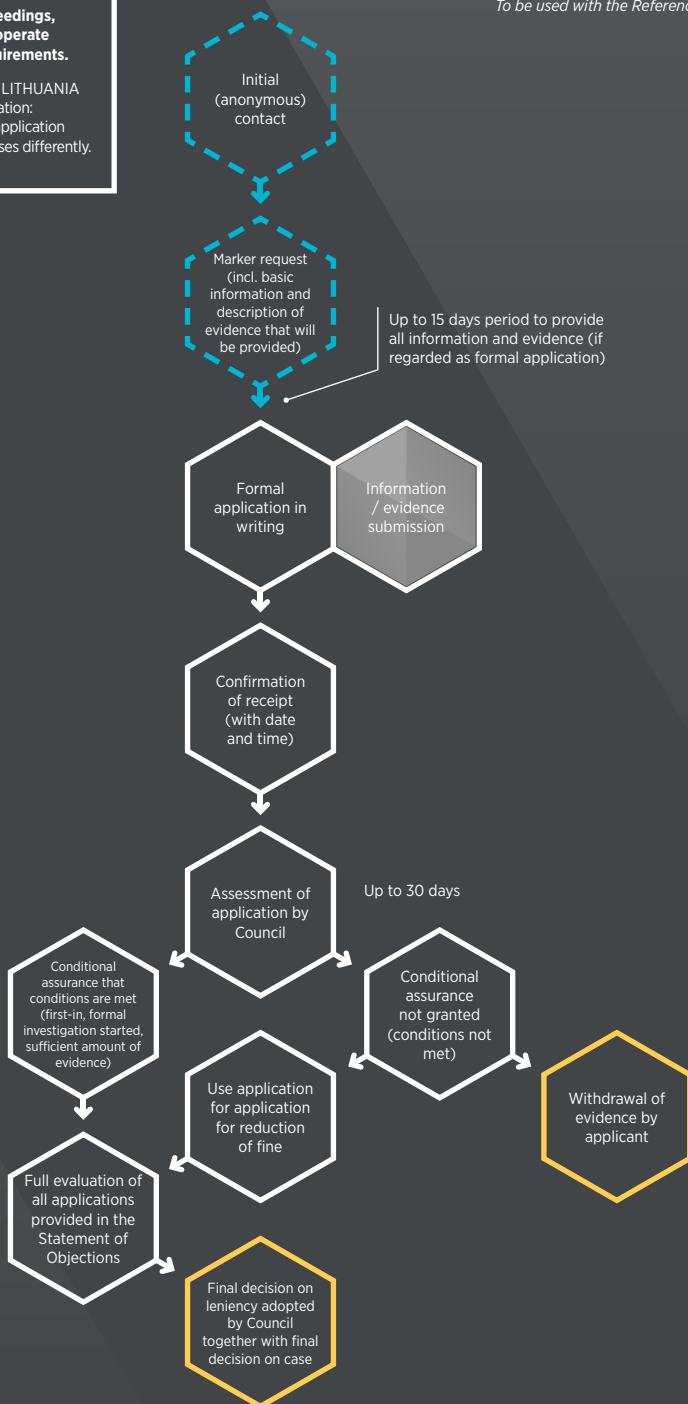 eedings,
operate
uirements.
LITHUANIA
ation:
application
ses differently.
To be used with the Referenc
Initial
(anonymous)
contact
Marker request
(incl. basic
information and
description of
evidence that will
be provided)
Up to 15 days period to provide
all information and evidence (if
regarded as formal application)
Formal
application in
writing
Information
/ evidence
submission
Confirmation
of receipt
(with date
and time)
Assessment of
application by
Council
Up to 30 days
Conditional
assurance that
conditions are met
(first-in, formal
investigation started,
sufficient amount of
evidence)
Conditional
assurance
not granted
(conditions not
met)
Use application
for application
for reduction
of fine
Withdrawal of
evidence by
applicant
Full evaluation of
all applications
provided in the
Statement of
Objections
Final decision on
leniency adopted
by Council
together with final
decision on case